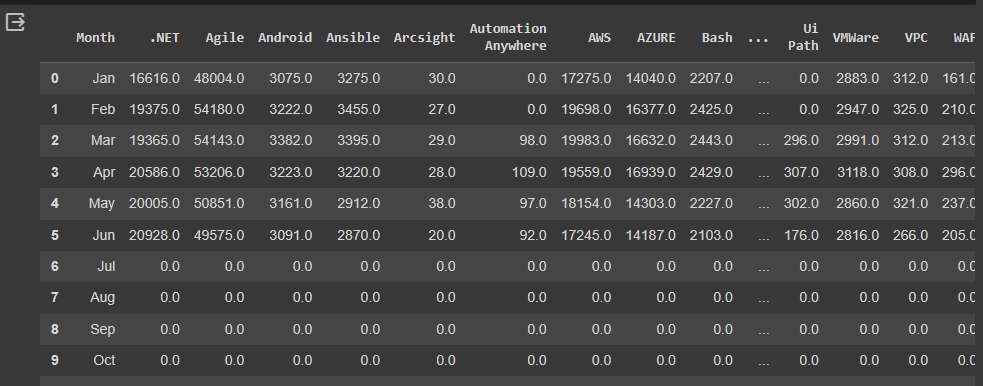 Month .NET Agile Android Ansible Arcsight Automation Anywhere AWS AZURE Bash ... Ui Path VMWare VPC WAF
0 Jan 16616.0 48004.0 3075.0 3275.0 30.0 0.0 17275.0 14040.0 2207.0 ... 0.0 2883.0 312.0 161.0
1 Feb 19375.0 54180.0 3222.0 3455.0 27.0 0.0 19698.0 16377.0 2425.0 ... 0.0 2947.0 325.0 210.0
2 Mar 19365.0 54143.0 3382.0 3395.0 29.0 98.0 19983.0 16632.0 2443.0 ... 296.0 2991.0 312.0 213.0
3 Apr 20586.0 53206.0 3223.0 3220.0 28.0 109.0 19559.0 16939.0 2429.0 ... 307.0 3118.0 308.0 296.0
4 May 20005.0 50851.0 3161.0 2912.0 38.0 97.0 18154.0 14303.0 2227.0 ... 302.0 2860.0 321.0 237.0
5 Jun 20928.0 49575.0 3091.0 2870.0 20.0 92.0 17245.0 14187.0 2103.0 ... 176.0 2816.0 266.0 205.0
6 Jul 0.0 0.0 0.0 0.0 0.0 0.0 0.0 0.0 0.0 ... 0.0 0.0 0.0 0.0
7 Aug 0.0 0.0 0.0 0.0 0.0 0.0 0.0 0.0 0.0 ... 0.0 0.0 0.0 0.0
8 Sep 0.0 0.0 0.0 0.0 0.0 0.0 0.0 0.0 0.0 ... 0.0 0.0 0.0 0.0
9 Oct 0.0 0.0 0.0 0.0 0.0 0.0 0.0 0.0 0.0 ... 0.0 0.0 0.0 0.0